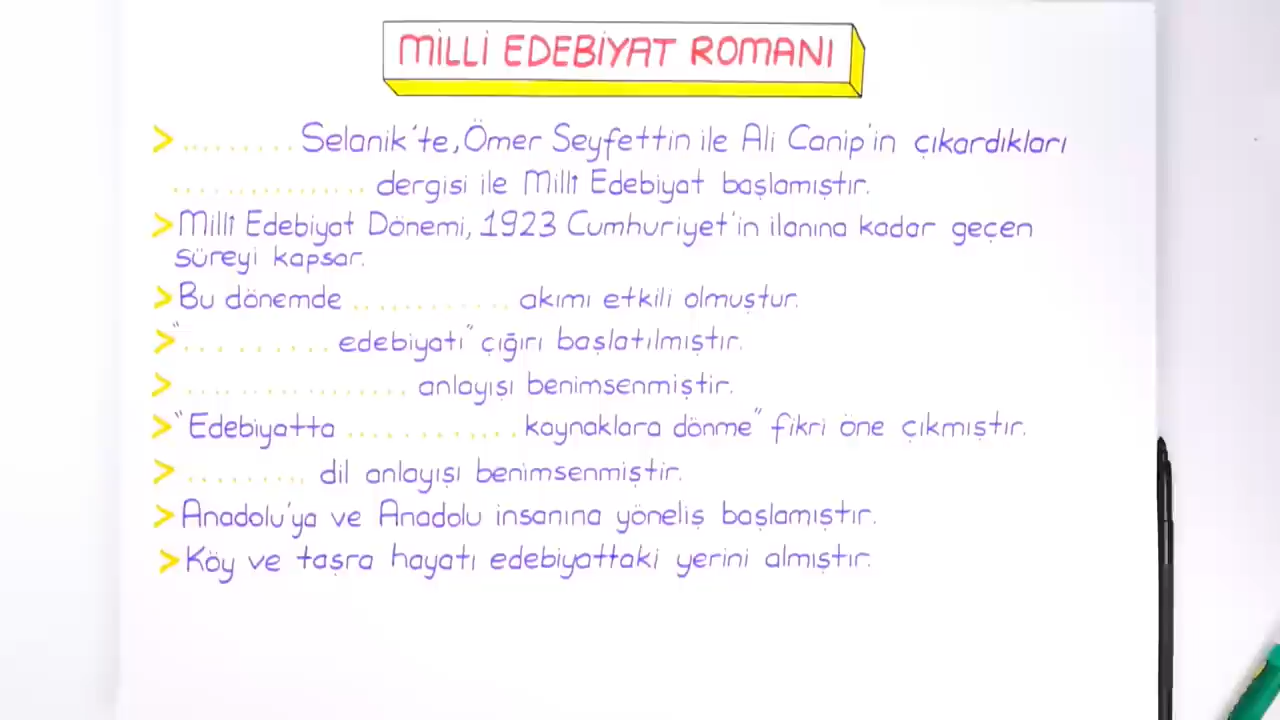 MİLLİ EDEBİYAT ROMANI
> ......... Selanik'te, Ömer Seyfettin ile Ali Canip'in çıkardıkları
............... dergisi ile Millî Edebiyat başlamıştır.
> Millî Edebiyat Dönemi, 1923 Cumhuriyet'in ilanına kadar geçen
süreyi kapsar.
> Bu dönemde ............ akımı etkili olmuştur.
> "......... edebiyatı" çığırı başlatılmıştır.
> ................ anlayışı benimsenmiştir.
> "Edebiyatta ............ kaynaklara dönme" fikri öne çıkmıştır.
> ......... dil anlayışı benimsenmiştir.
> Anadolu'ya ve Anadolu insanına yöneliş başlamıştır.
> Köy ve taşra hayatı edebiyattaki yerini almıştır.